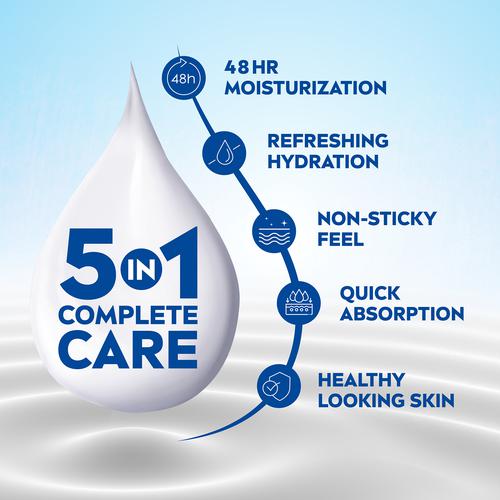 5 IN 1
COMPLETE
CARE
48h
48 HR
MOISTURIZATION
REFRESHING
HYDRATION
NON-STICKY
FEEL
QUICK
ABSORPTION
HEALTHY
LOOKING SKIN